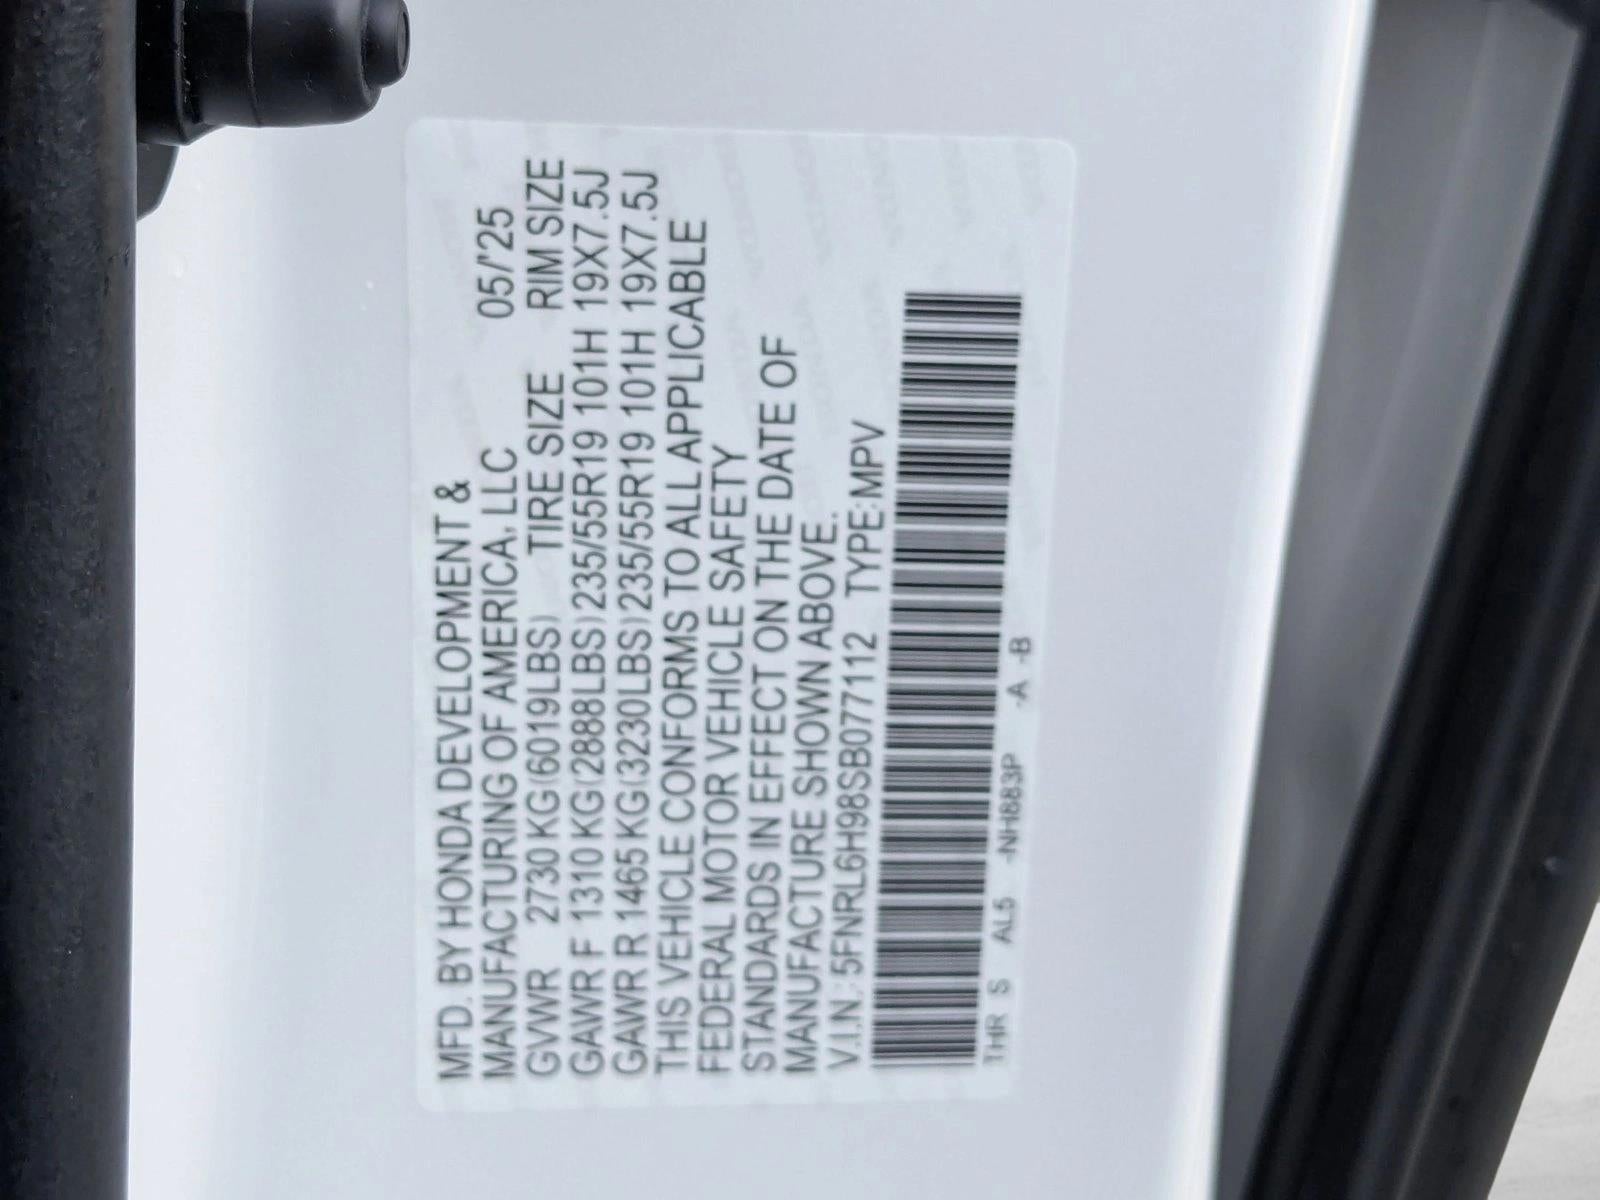 MFD. BY HONDA DEVELOPMENT &
MANUFACTURING OF AMERICA, LLC 05/'25
GVWR 2730 KG(6019LBS) TIRE SIZE RIM SIZE
GAWR F 1310 KG(2888LBS)235/55R19 101H 19X7.5J
GAWR R 1465 KG(3230LBS)235/55R19 101H 19X7.5J
THIS VEHICLE CONFORMS TO ALL APPLICABLE
FEDERAL MOTOR VEHICLE SAFETY
STANDARDS IN EFFECT ON THE DATE OF
MANUFACTURE SHOWN ABOVE.
V.I.N.: 5FNRL6H98SB077112 TYPE:MPV
THR S AL5 -NH883P -A -B